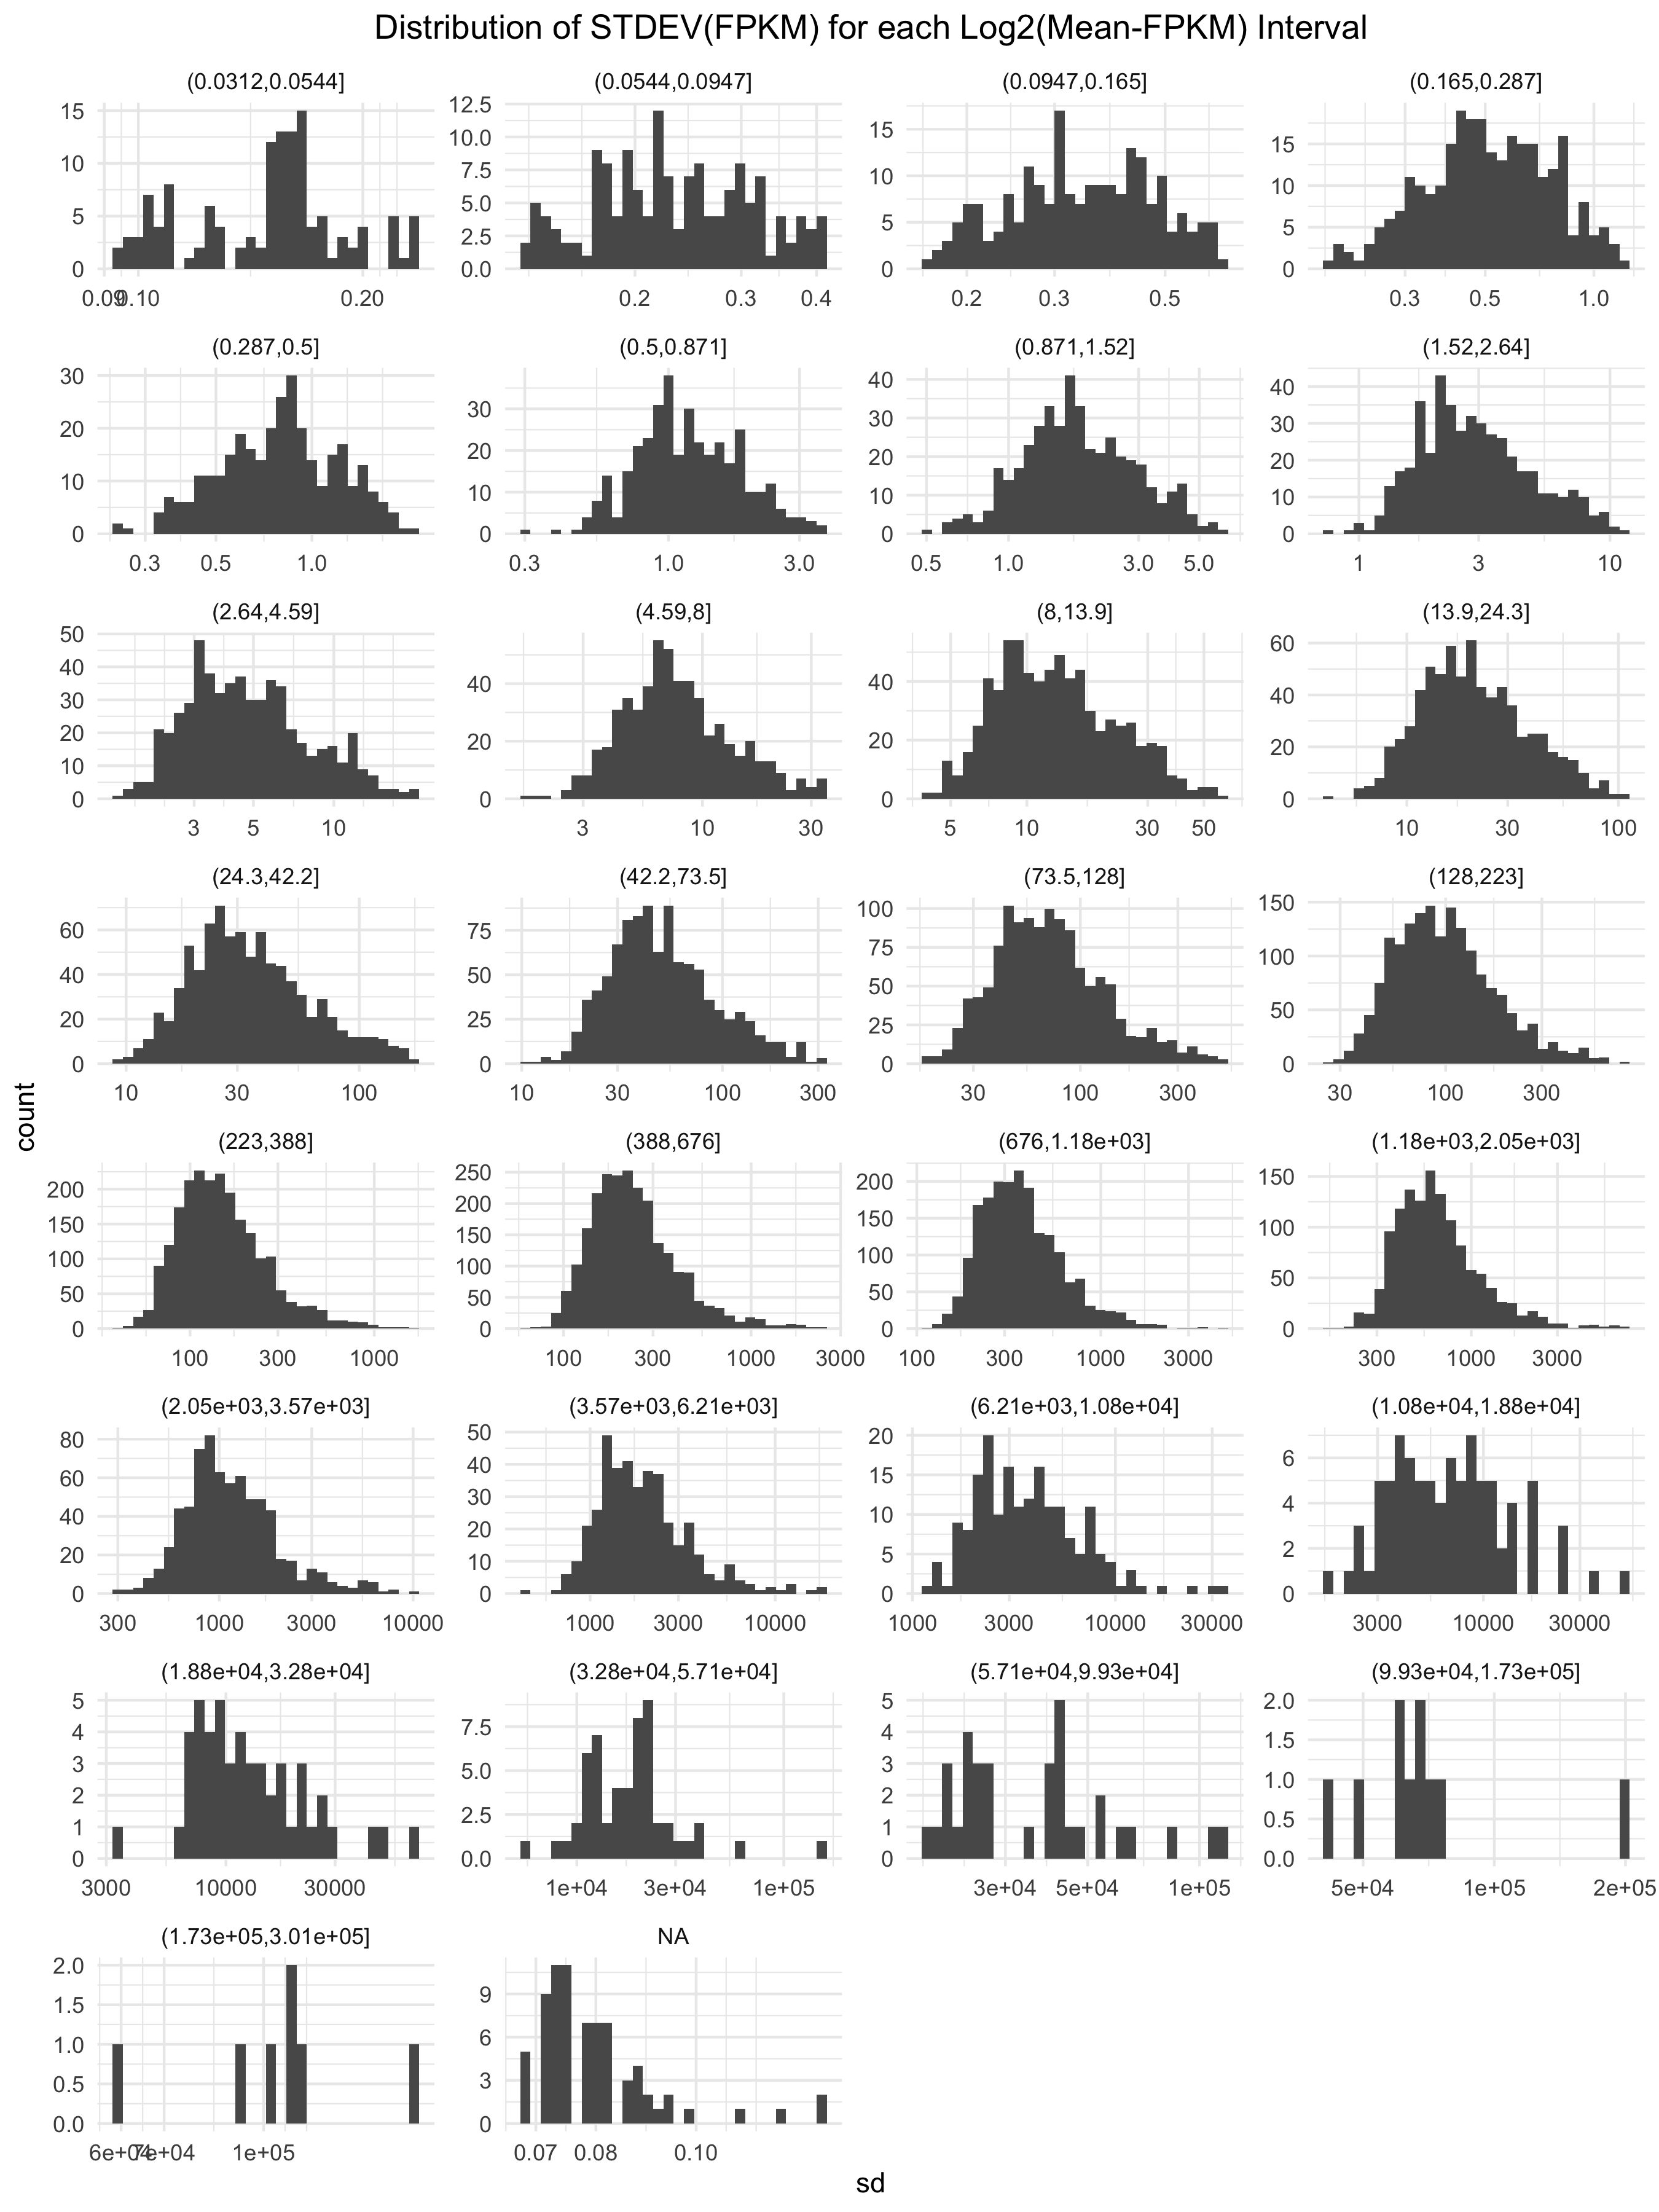 Distribution of STDEV(FPKM) for each Log2(Mean-FPKM) Interval
(0.0312,0.0544] (0.0544,0.0947] (0.0947,0.165] (0.165,0.287]
15 10 5 0
12.5 10.0 7.5 5.0 2.5 0.0
15 10 5 0
15 10 5 0
0.09 0.10 0.20
0.2 0.3 0.4
0.2 0.3 0.5
0.3 0.5 1.0
(0.287,0.5] (0.5,0.871] (0.871,1.52] (1.52,2.64]
30 20 10 0
30 20 10 0
40 30 20 10 0
40 30 20 10 0
0.3 0.5 1.0
0.3 1.0 3.0
0.5 1.0 3.0 5.0
1 3 10
(2.64,4.59] (4.59,8] (8,13.9] (13.9,24.3]
50 40 30 20 10 0
40 20 0
40 20 0
60 40 20 0
3 5 10
3 10 30
5 10 30 50
10 30 100
(24.3,42.2] (42.2,73.5] (73.5,128] (128,223]
60 40 20 0
75 50 25 0
100 75 50 25 0
150 100 50 0
10 30 100
10 30 100 300
30 100 300
30 100 300
count
(223,388] (388,676] (676,1.18e+03] (1.18e+03,2.05e+03]
200 150 100 50 0
250 200 150 100 50 0
200 150 100 50 0
150 100 50 0
100 300 1000
100 300 1000 3000
100 300 1000 3000
300 1000 3000
(2.05e+03,3.57e+03] (3.57e+03,6.21e+03] (6.21e+03,1.08e+04] (1.08e+04,1.88e+04]
80 60 40 20 0
50 40 30 20 10 0
20 15 10 5 0
6 4 2 0
300 1000 3000 10000
1000 3000 10000
1000 3000 10000 30000
3000 10000 30000
(1.88e+04,3.28e+04] (3.28e+04,5.71e+04] (5.71e+04,9.93e+04] (9.93e+04,1.73e+05]
5 4 3 2 1 0
7.5 5.0 2.5 0.0
5 4 3 2 1 0
2.0 1.5 1.0 0.5 0.0
3000 10000 30000
1e+04 3e+04 1e+05
3e+04 5e+04 1e+05
5e+04 1e+05 2e+05
(1.73e+05,3.01e+05] NA
2.0 1.5 1.0 0.5 0.0
9 6 3 0
6e+04 7e+04 1e+05
0.07 0.08 0.10
sd